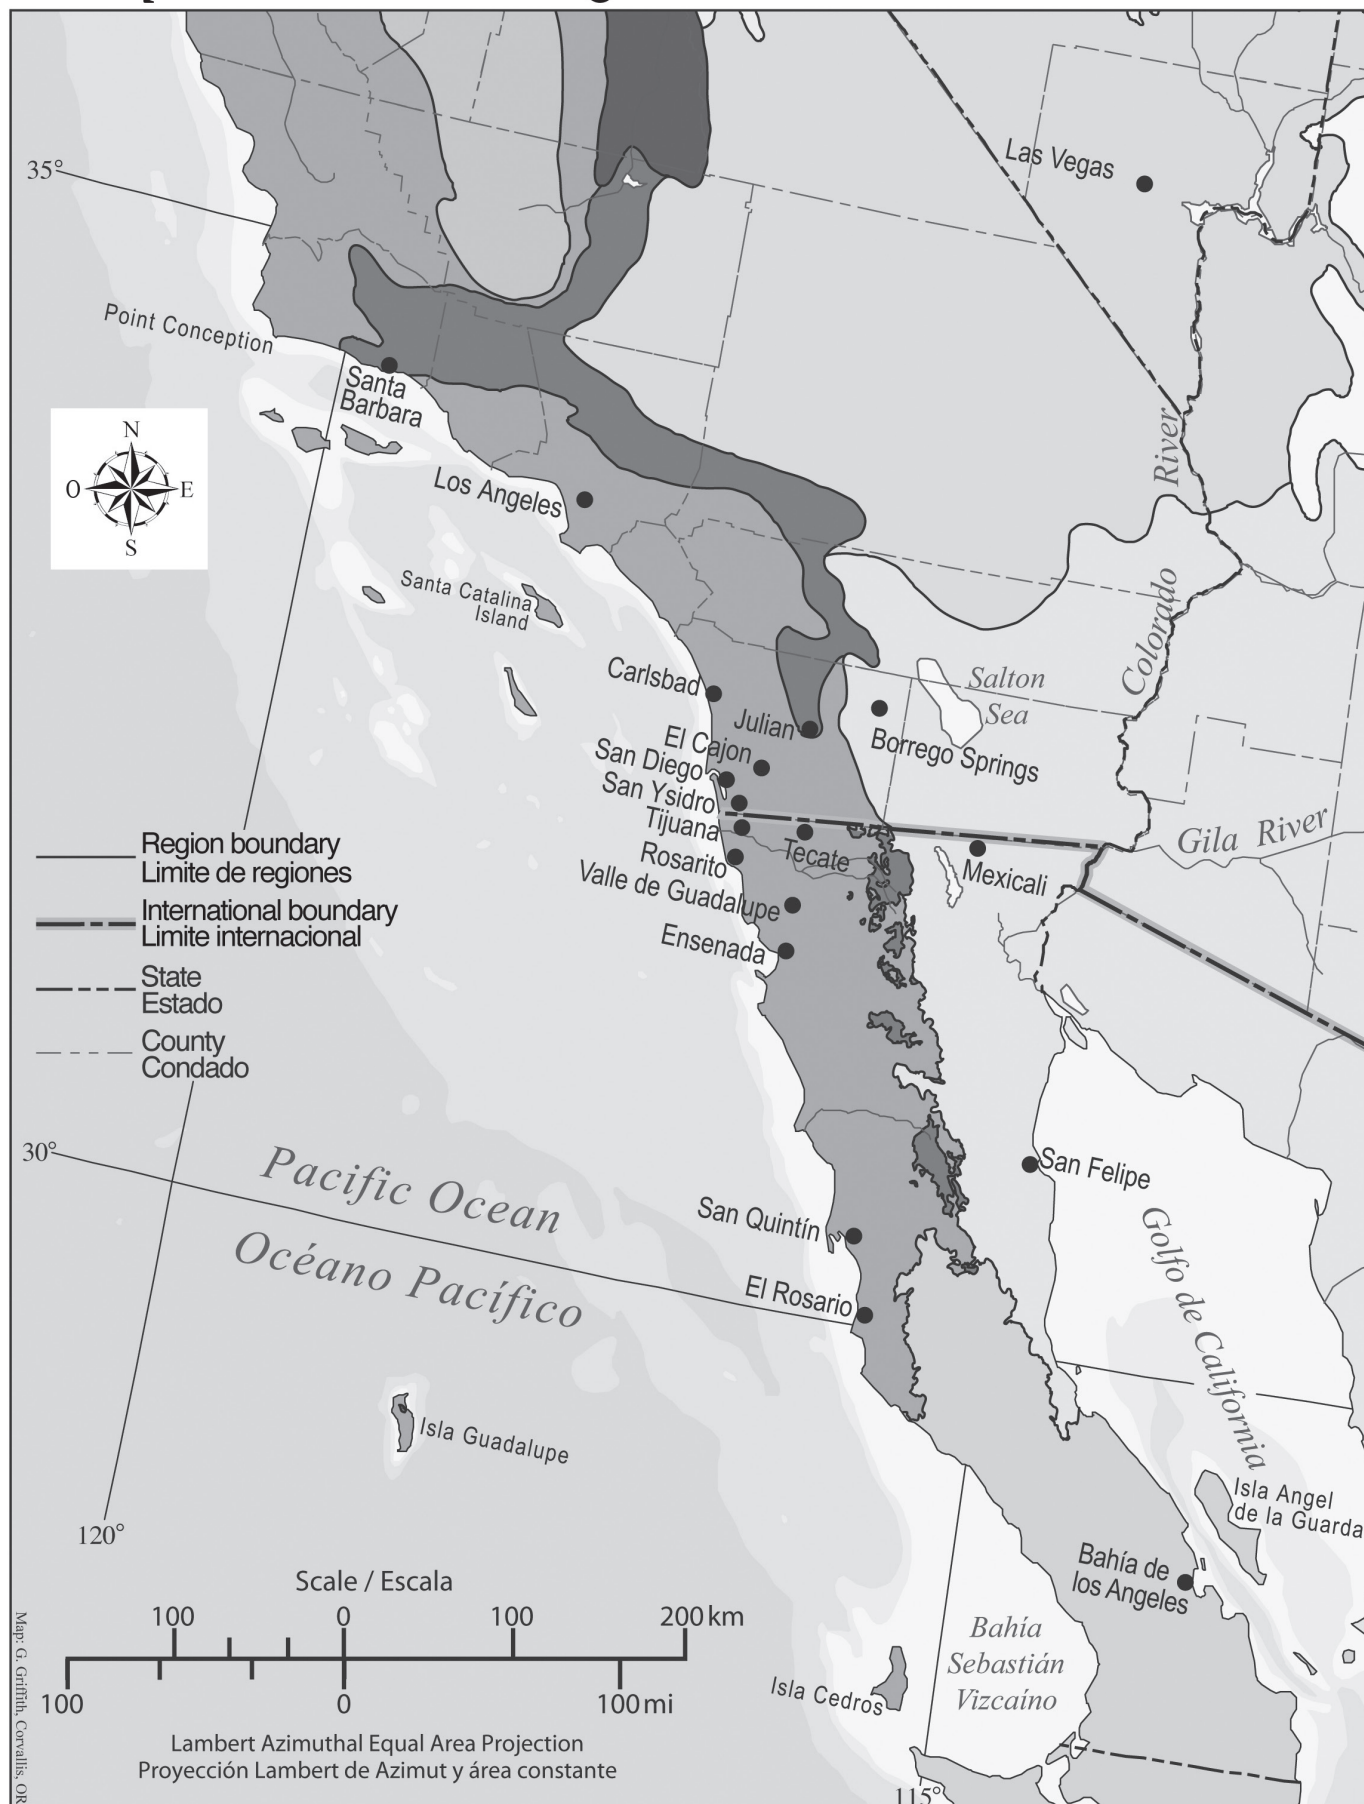 35°
Las Vegas
Point Conception
Santa
Barbara
N
O
E
S
River
Los Angeles
Santa Catalina
Island
Colorado
Carlsbad
Salton
Sea
Julian
El Cajon
Borrego Springs
San Diego
San Ysidro
Tijuana
Tecate
Gila River
Rosarito
Mexicali
Valle de Guadalupe
Ensenada
Region boundary
Limite de regiones
International boundary
Limite internacional
State
Estado
County
Condado
30°
Pacific Ocean
Océano Pacífico
San Felipe
San Quintín
Golfo de California
El Rosario
Isla Guadalupe
Isla Angel
de la Guarda
120°
Bahía de
los Angeles
Scale / Escala
100 0 100 200 km
100 0 100 mi
Bahía
Sebastián
Vizcaíno
Isla Cedros
Lambert Azimuthal Equal Area Projection
Proyección Lambert de Azimut y área constante
115°
Map: G. Griffith, Corvallis, OR